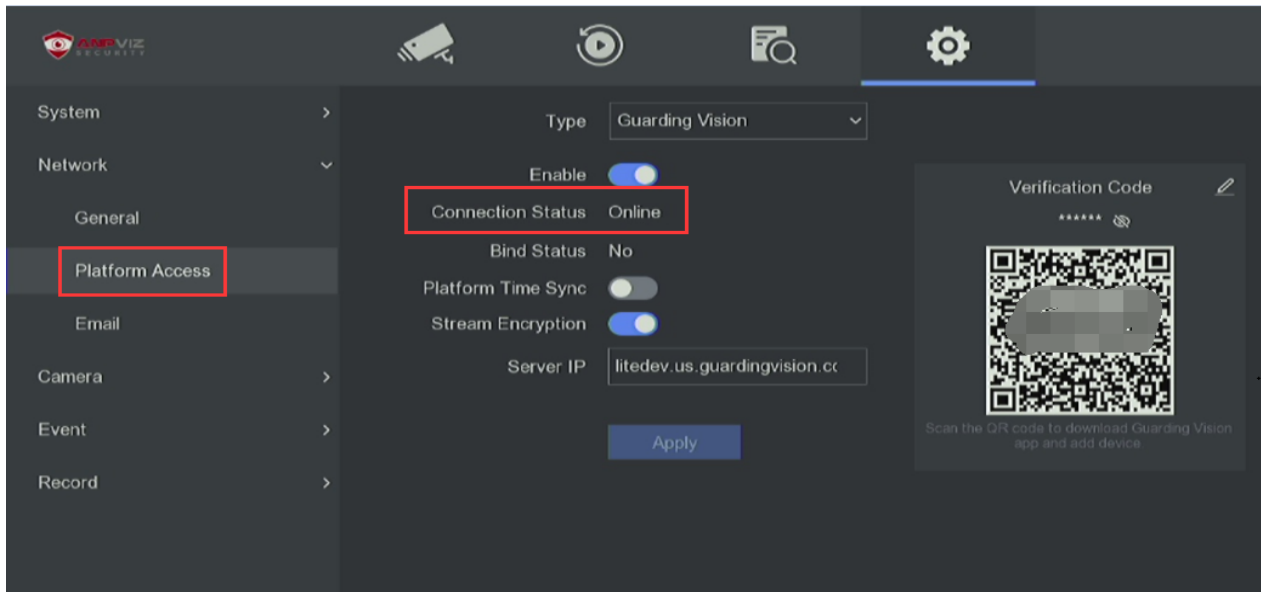 ANPVIZ
SECURITY
System
Network
General
Platform Access
Email
Camera
Event
Record
Type Guarding Vision
Enable
Connection Status Online
Bind Status No
Platform Time Sync
Stream Encryption
Server IP litedev.us.guardingvision.cc
Apply
Verification Code
******
Scan the QR code to download Guarding Vision
app and add device